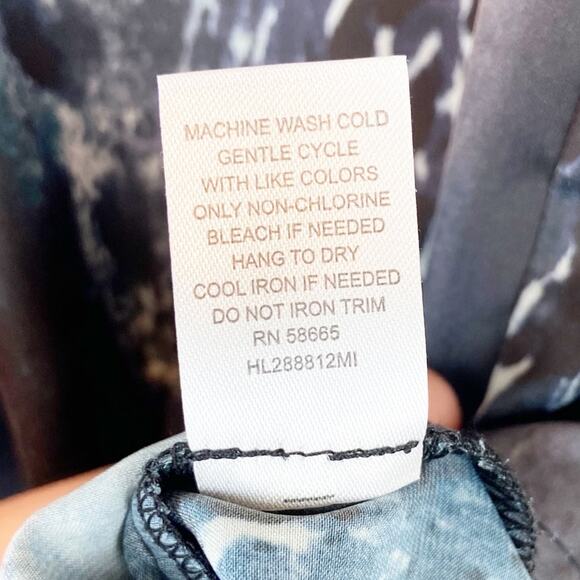 MACHINE WASH COLD
GENTLE CYCLE
WITH LIKE COLORS
ONLY NON-CHLORINE
BLEACH IF NEEDED
HANG TO DRY
COOL IRON IF NEEDED
DO NOT IRON TRIM
RN 58665
HL288812MI